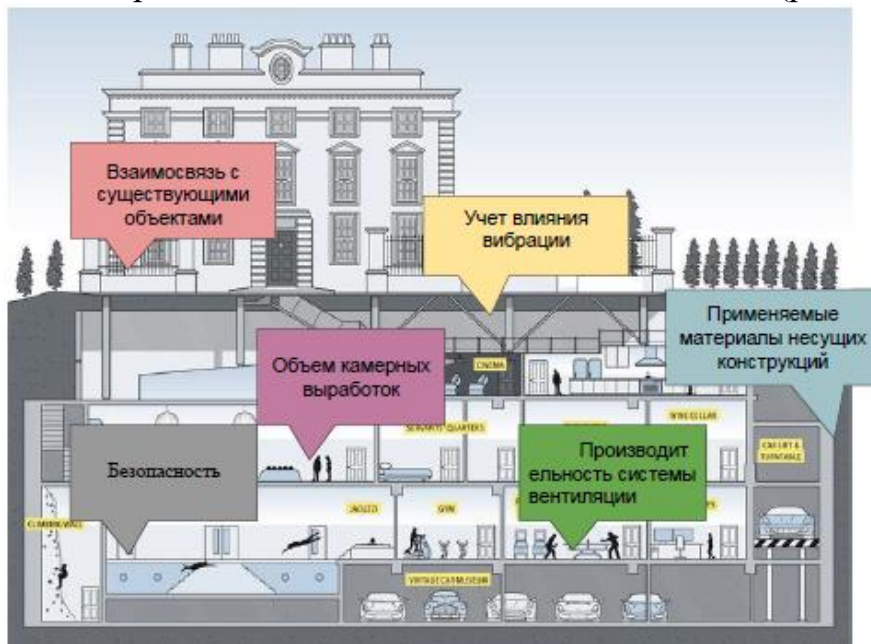 Взаимосвязь с
существующими
объектами
Учет влияния
вибрации
Применяемые
материалы несущих
конструкций
Объем камерных
выработок
CINEMA
SERVANTS' QUARTERS
WINE CELLAR
CAR LIFT &
TURNTABLE
Безопасность
Производит
ельность системы
вентиляции
CLIMBING WALL
JACUZZI
GYM
VINTAGE CAR MUSEUM